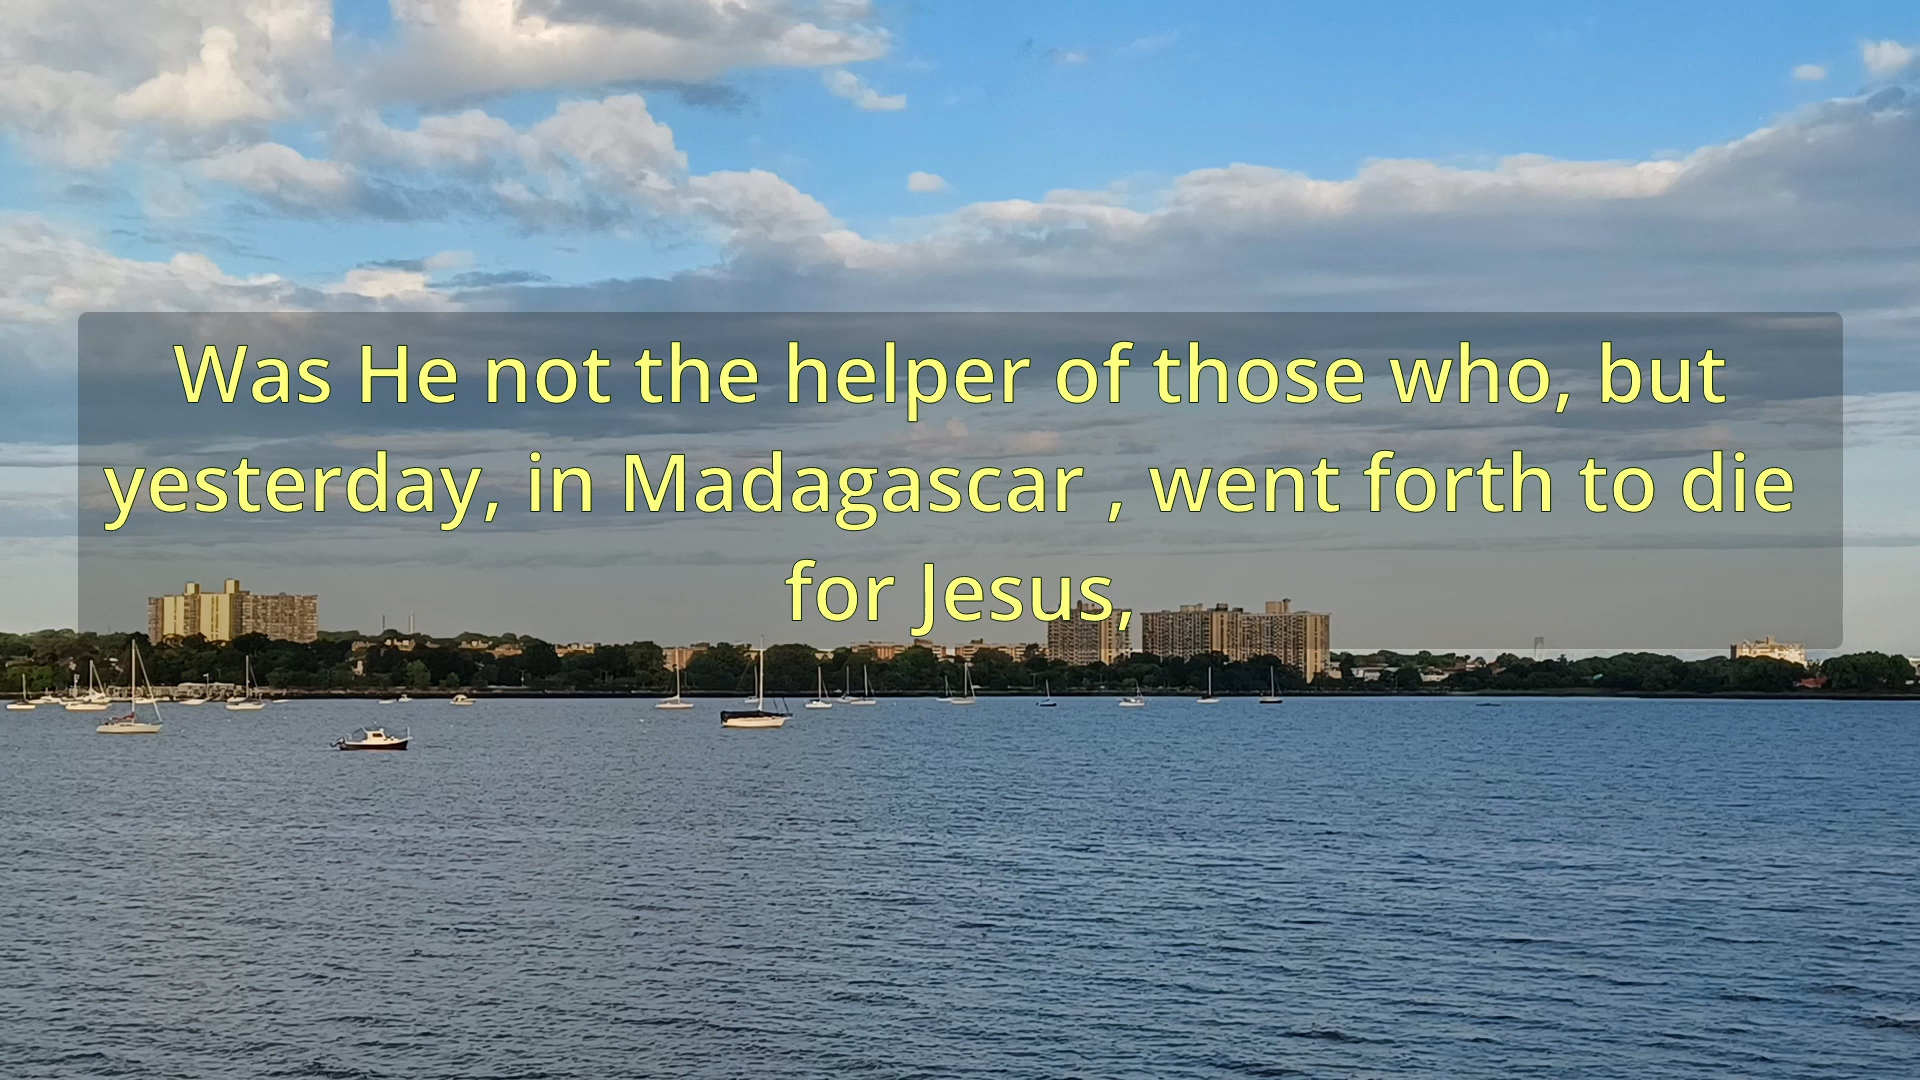 Was He not the helper of those who, but
yesterday, in Madagascar , went forth to die
for Jesus,